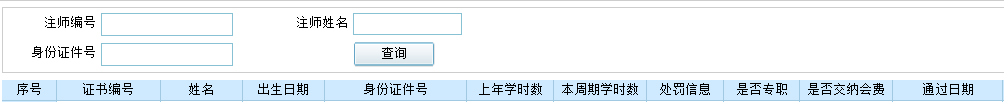 注师编号 注师姓名
身份证件号 查询
序号 证书编号 姓名 出生日期 身份证件号 上年学时数 本周期学时数 处罚信息 是否专职 是否交纳会费 通过日期